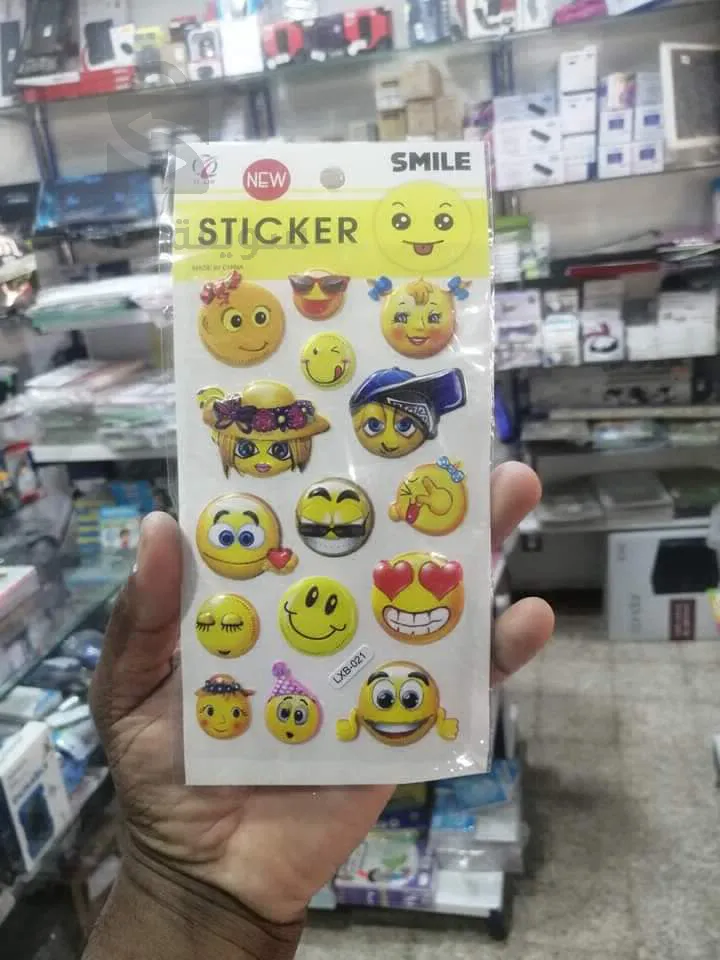 SMILE
NEW
STICKER
MADE IN CHINA
LXB-021